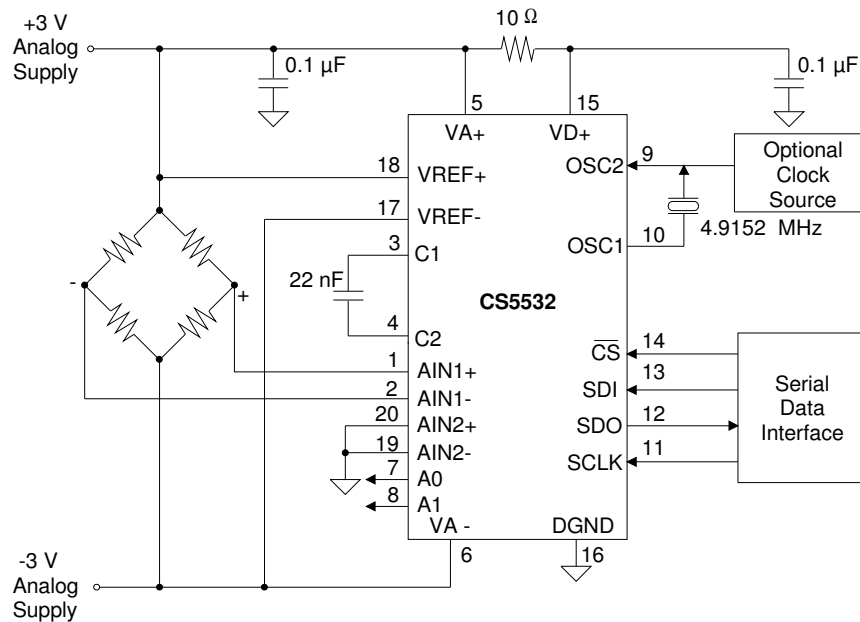 +3 V
Analog
Supply
10 Ω
0.1 µF
0.1 µF
5
15
VA+
VD+
18
VREF+
17
VREF-
3
C1
22 nF
4
C2
1
AIN1+
2
AIN1-
20
AIN2+
19
AIN2-
7
A0
8
A1
VA -
6
DGND
16
CS5532
OSC2
9
OSC1
10
4.9152 MHz
Optional
Clock
Source
CS
14
SDI
13
SDO
12
SCLK
11
Serial
Data
Interface
-
+
-3 V
Analog
Supply